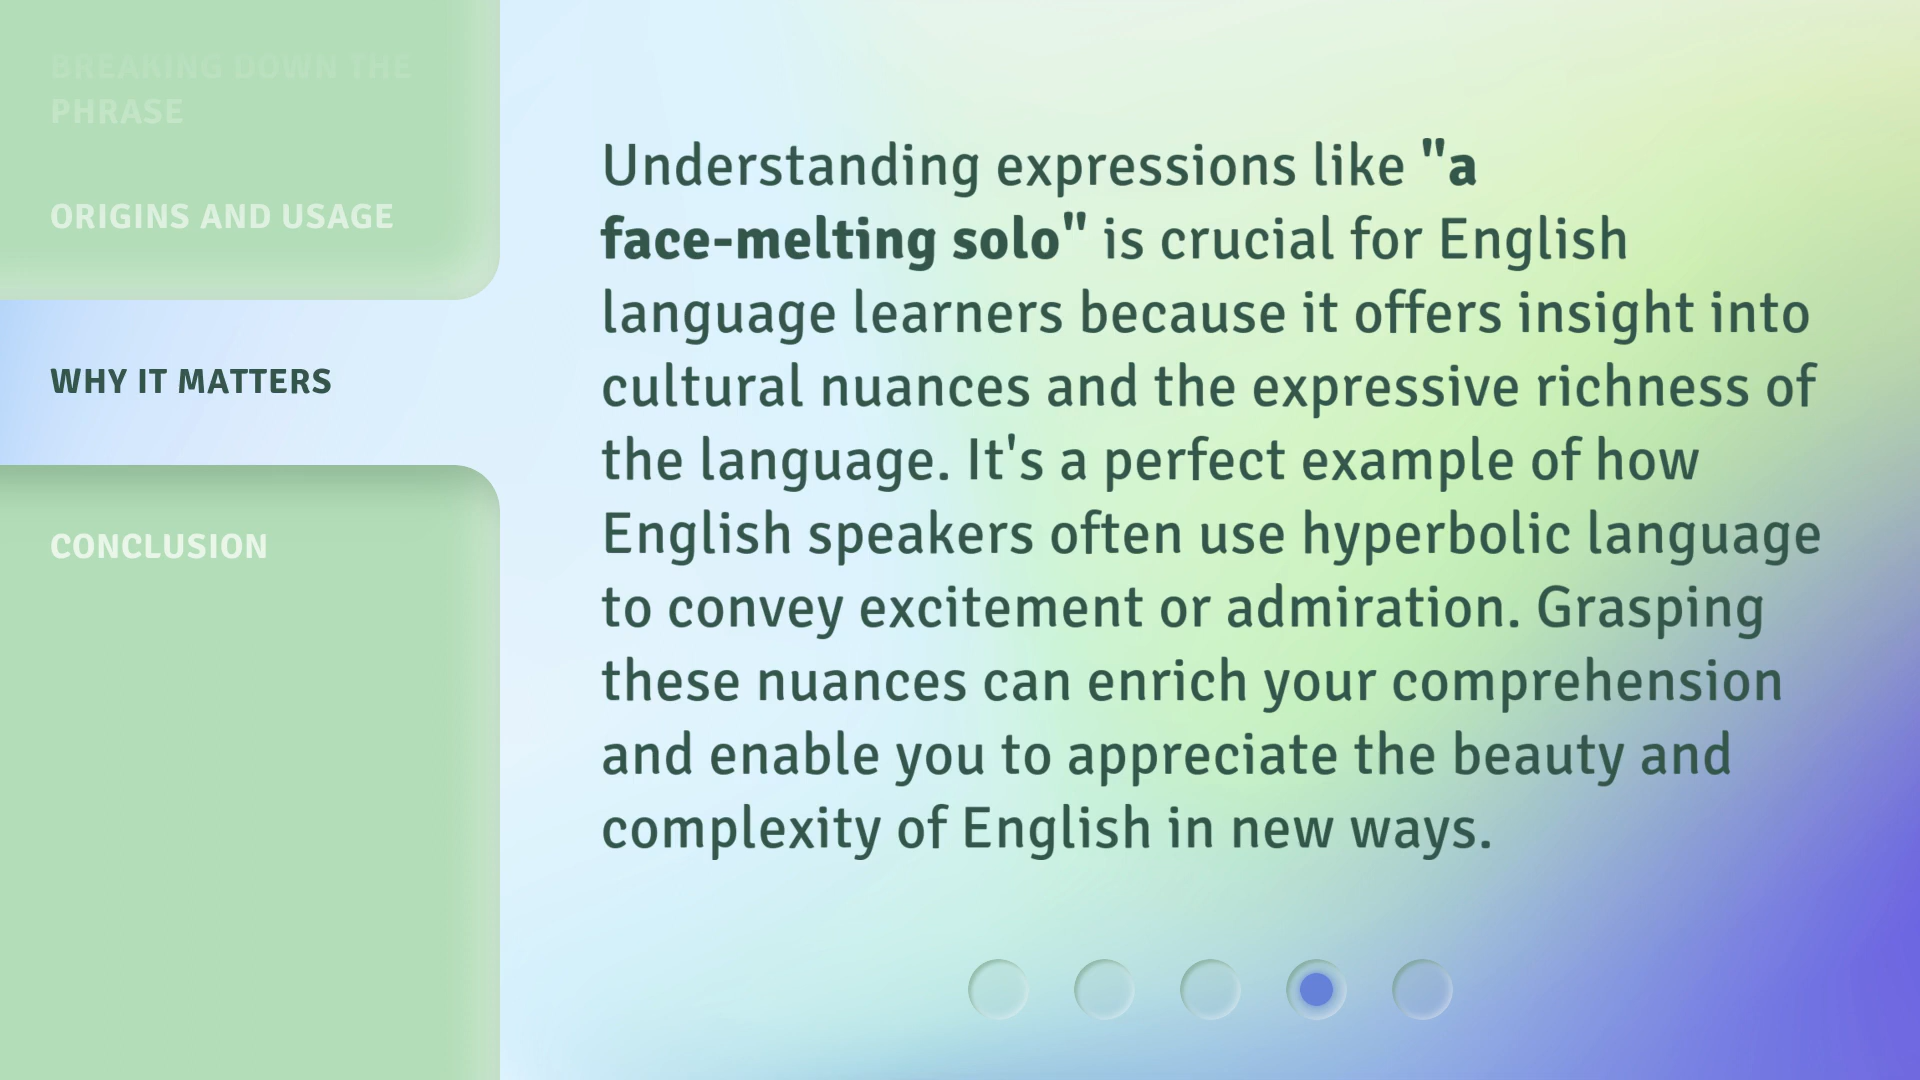 BREAKING DOWN THE
PHRASE
ORIGINS AND USAGE
WHY IT MATTERS
CONCLUSION
Understanding expressions like "a
face-melting solo" is crucial for English
language learners because it offers insight into
cultural nuances and the expressive richness of
the language. It's a perfect example of how
English speakers often use hyperbolic language
to convey excitement or admiration. Grasping
these nuances can enrich your comprehension
and enable you to appreciate the beauty and
complexity of English in new ways.